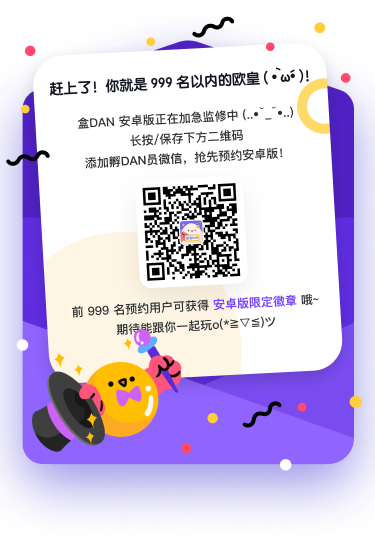 赶上了！你就是 999 名以内的欧皇 ( •̀ω•́ )!
盒DAN 安卓版正在加急监修中 (..•˘_˘•..)
长按/保存下方二维码
添加孵DAN员微信，抢先预约安卓版！
前 999 名预约用户可获得 安卓版限定徽章 哦~
期待能跟你一起玩o(*≧▽≦)ツ